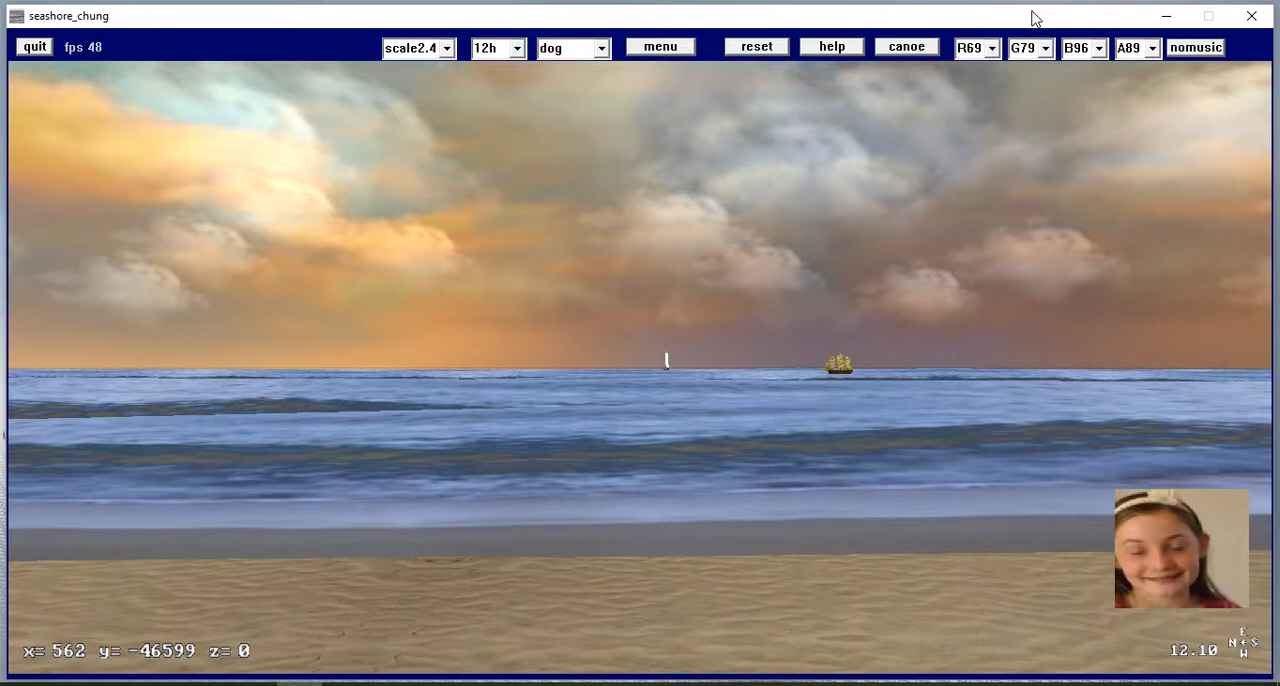 seashore_chung
quit fps 48 scale2.4 12h dog menu reset help canoe R69 G79 B96 A89 nomusic
E
N + S
x= 562 y= -46599 z= 0 12.10
W